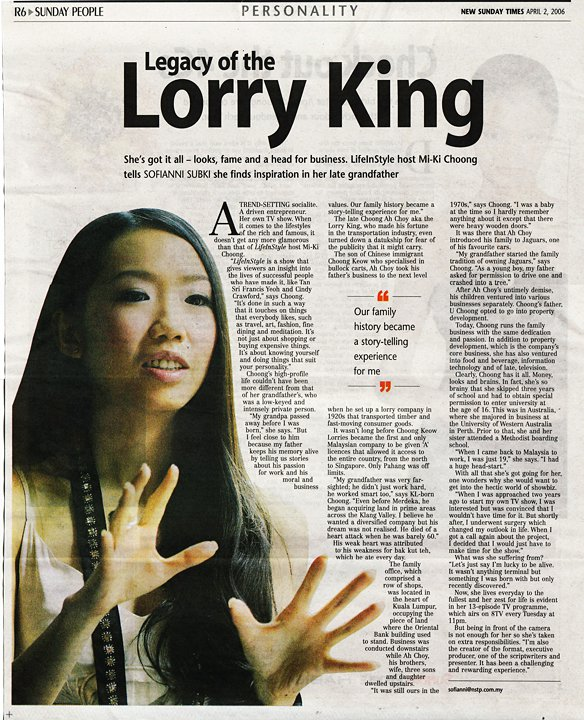 R6 ▸ SUNDAY PEOPLE
PERSONALITY
NEW SUNDAY TIMES APRIL 2, 2006
Legacy of the
Lorry King
She's got it all – looks, fame and a head for business. LifeInStyle host Mi-Ki Choong
tells SOFIANNI SUBKI she finds inspiration in her late grandfather
A TREND-SETTING socialite.
A driven entrepreneur.
Her own TV show. When
it comes to the lifestyles
of the rich and famous, it
doesn't get any more glamorous
than that of LifeInStyle host Mi-Ki
Choong.
"LifeInStyle is a show that
gives viewers an insight into
the lives of successful people
who have made it, like Tan
Sri Francis Yeoh and Cindy
Crawford," says Choong.
"It's done in such a way
that it touches on things
that everybody likes, such
as travel, art, fashion, fine
dining and meditation. It's
not just about shopping or
buying expensive things.
It's about knowing yourself
and doing things that suit
your personality."
Choong's high-profile
life couldn't have been
more different from that
of her grandfather's, who
was a low-keyed and
intensely private person.
"My grandpa passed
away before I was
born," she says. "But
I feel close to him
because my father
keeps his memory alive
by telling us stories
about his passion
for work and his
moral and
business
values. Our family history became a
story-telling experience for me."
The late Choong Ah Choy aka the
Lorry King, who made his fortune
in the transportation industry, even
turned down a datukship for fear of
the publicity that it might carry.
The son of Chinese immigrant
Choong Keow who specialised in
bullock carts, Ah Choy took his
father's business to the next level
"
Our family
history became
a story-telling
experience
for me
"
when he set up a lorry company in
1920s that transported timber and
fast-moving consumer goods.
It wasn't long before Choong Keow
Lorries became the first and only
Malaysian company to be given 'A'
licences that allowed it access to
the entire country, from the north
to Singapore. Only Pahang was off
limits.
"My grandfather was very far-
sighted; he didn't just work hard,
he worked smart too," says KL-born
Choong. "Even before Merdeka, he
began acquiring land in prime areas
across the Klang Valley. I believe he
wanted a diversified company but his
dream was not realised. He died of a
heart attack when he was barely 60."
His weak heart was attributed
to his weakness for bak kut teh,
which he ate every day.
The family
office, which
comprised a
row of shops,
was located in
the heart of
Kuala Lumpur,
occupying the
piece of land
where the Oriental
Bank building used
to stand. Business was
conducted downstairs
while Ah Choy,
his brothers,
wife, three sons
and daughter
dwelled upstairs.
"It was still ours in the
1970s," says Choong. "I was a baby
at the time so I hardly remember
anything about it except that there
were heavy wooden doors."
It was there that Ah Choy
introduced his family to Jaguars, one
of his favourite cars.
"My grandfather started the family
tradition of owning Jaguars," says
Choong. "As a young boy, my father
asked for permission to drive one and
crashed into a tree."
After Ah Choy's untimely demise,
his children ventured into various
businesses separately. Choong's father,
U Choong opted to go into property
development.
Today, Choong runs the family
business with the same dedication
and passion. In addition to property
development, which is the company's
core business, she has also ventured
into food and beverage, information
technology and of late, television.
Clearly, Choong has it all. Money,
looks and brains. In fact, she's so
brainy that she skipped three years
of school and had to obtain special
permission to enter university at
the age of 16. This was in Australia,
where she majored in business at
the University of Western Australia
in Perth. Prior to that, she and her
sister attended a Methodist boarding
school.
"When I came back to Malaysia to
work, I was just 19," she says. "I had
a huge head-start."
With all that she's got going for her,
one wonders why she would want to
get into the hectic world of showbiz.
"When I was approached two years
ago to start my own TV show, I was
interested but was convinced that I
wouldn't have time for it. But shortly
after, I underwent surgery which
changed my outlook in life. When I
got a call again about the project,
I decided that I would just have to
make time for the show."
What was she suffering from?
"Let's just say I'm lucky to be alive.
It wasn't anything terminal but
something I was born with but only
recently discovered."
Now, she lives everyday to the
fullest and her zest for life is evident
in her 13-episode TV programme,
which airs on 8TV every Tuesday at
11pm.
But being in front of the camera
is not enough for her so she's taken
on extra responsibilities. "I'm also
the creator of the format, executive
producer, one of the scriptwriters and
presenter. It has been a challenging
and rewarding experience."
sofianni@nstp.com.my